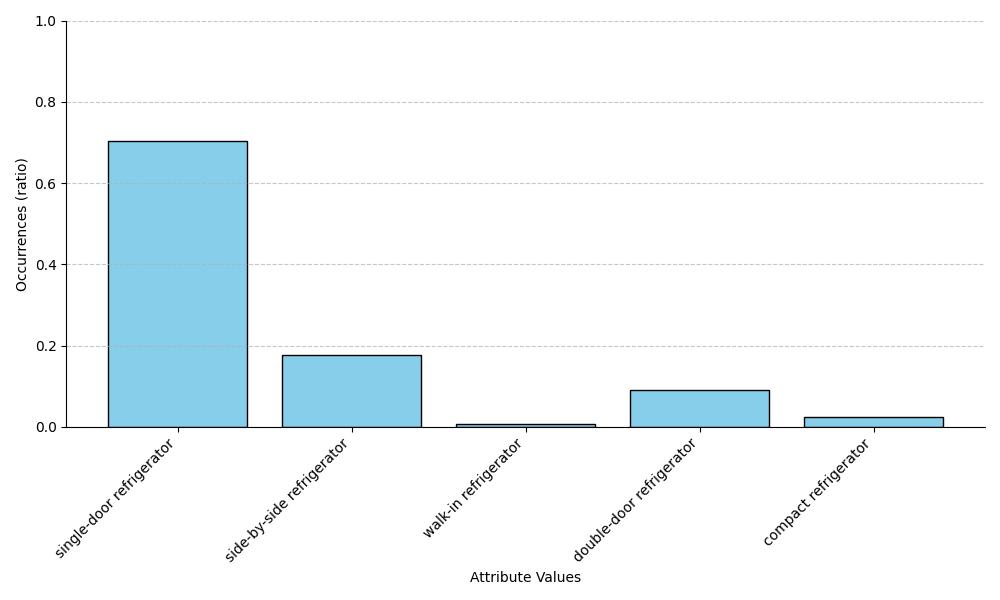 1.0
0.8
0.6
0.4
0.2
0.0
Occurrences (ratio)
single-door refrigerator
side-by-side refrigerator
walk-in refrigerator
double-door refrigerator
compact refrigerator
Attribute Values